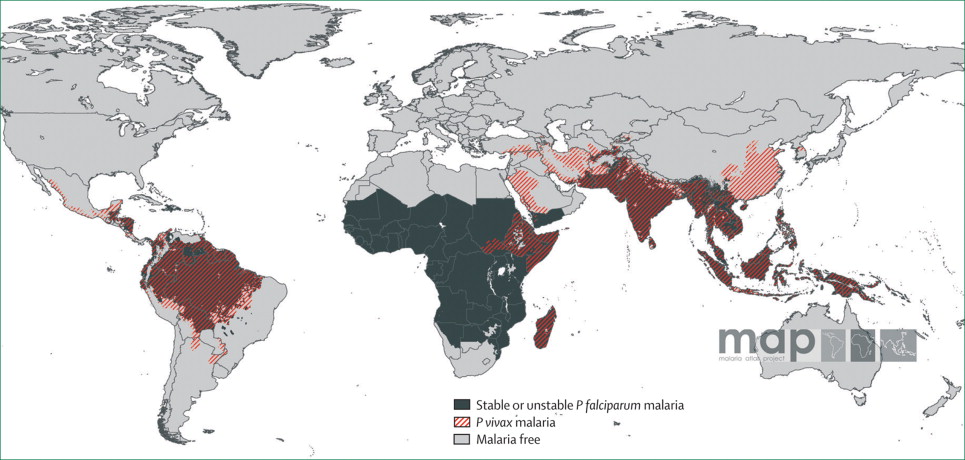 map
malaria atlas project
Stable or unstable P falciparum malaria
P vivax malaria
Malaria free